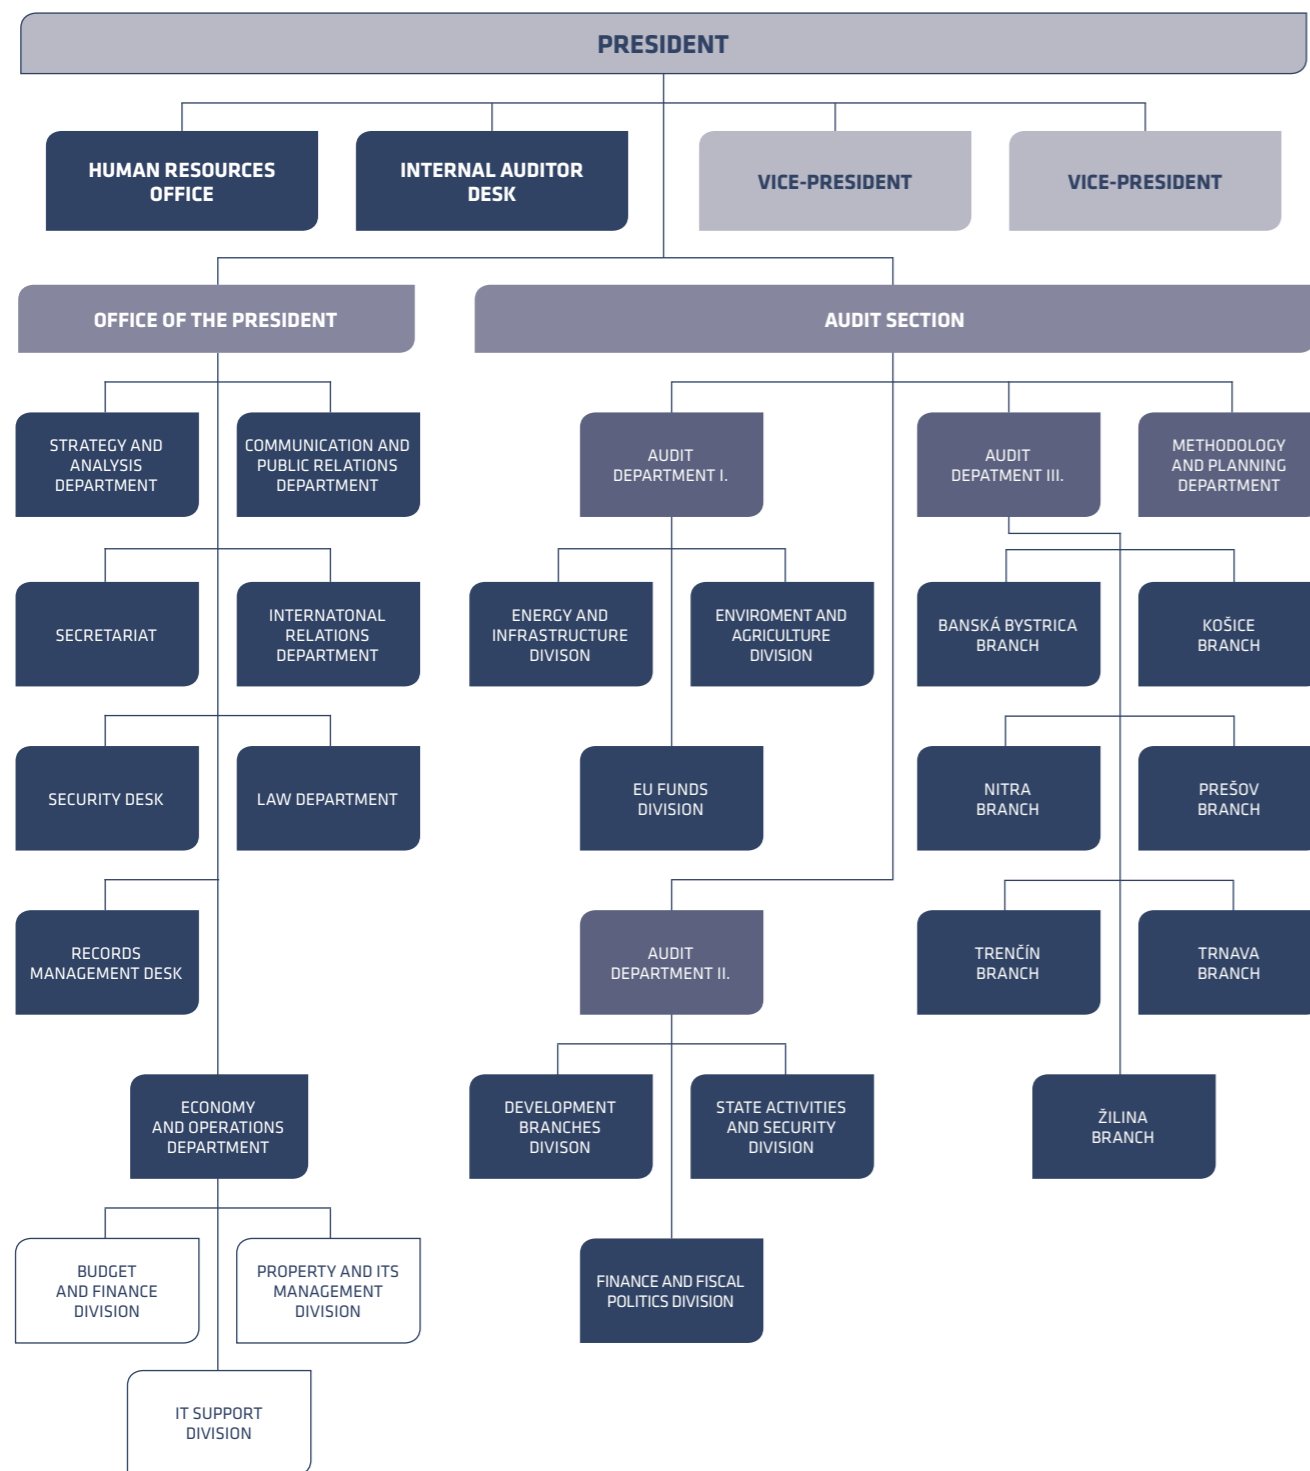 PRESIDENT
HUMAN RESOURCES
OFFICE
INTERNAL AUDITOR
DESK
VICE-PRESIDENT
VICE-PRESIDENT
OFFICE OF THE PRESIDENT
AUDIT SECTION
STRATEGY AND
ANALYSIS
DEPARTMENT
COMMUNICATION AND
PUBLIC RELATIONS
DEPARTMENT
AUDIT
DEPARTMENT I.
AUDIT
DEPATMENT III.
METHODOLOGY
AND PLANNING
DEPARTMENT
SECRETARIAT
INTERNATONAL
RELATIONS
DEPARTMENT
ENERGY AND
INFRASTRUCTURE
DIVISON
ENVIROMENT AND
AGRICULTURE
DIVISION
BANSKÁ BYSTRICA
BRANCH
KOŠICE
BRANCH
SECURITY DESK
LAW DEPARTMENT
EU FUNDS
DIVISION
NITRA
BRANCH
PREŠOV
BRANCH
RECORDS
MANAGEMENT DESK
AUDIT
DEPARTMENT II.
TRENČÍN
BRANCH
TRNAVA
BRANCH
ECONOMY
AND OPERATIONS
DEPARTMENT
DEVELOPMENT
BRANCHES
DIVISON
STATE ACTIVITIES
AND SECURITY
DIVISION
ŽILINA
BRANCH
BUDGET
AND FINANCE
DIVISION
PROPERTY AND ITS
MANAGEMENT
DIVISION
FINANCE AND FISCAL
POLITICS DIVISION
IT SUPPORT
DIVISION